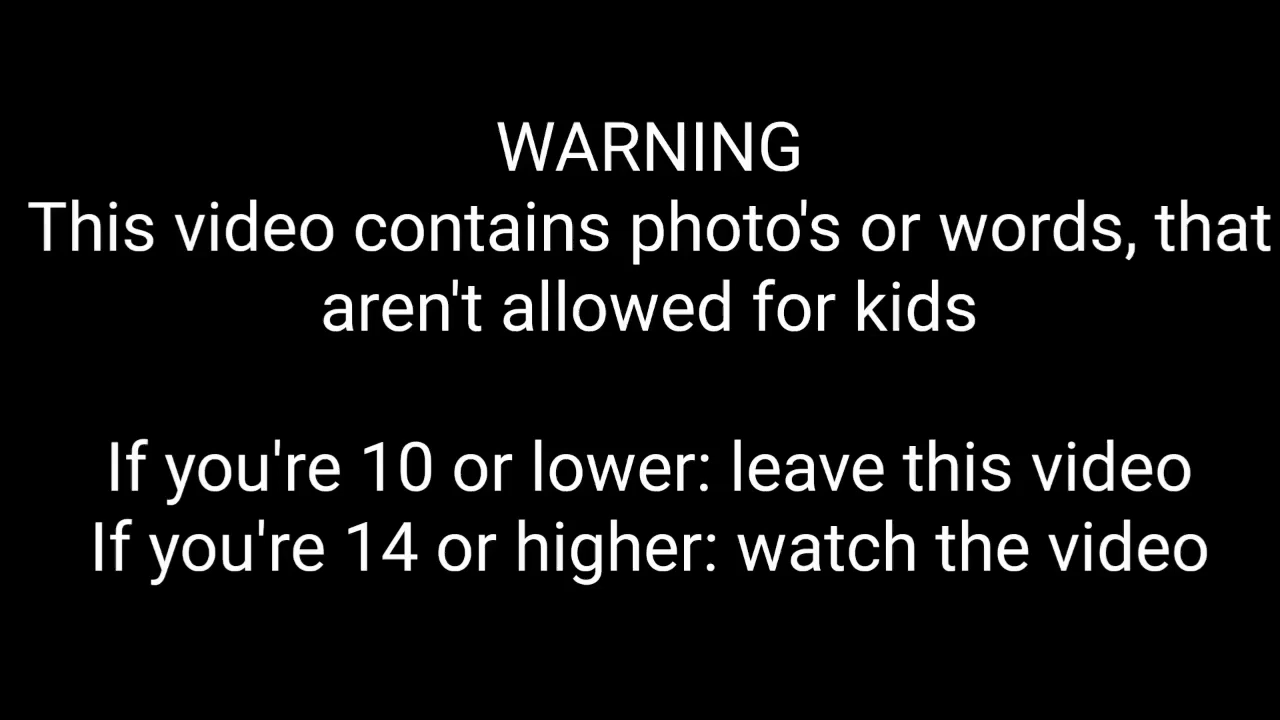 WARNING
This video contains photo's or words, that
aren't allowed for kids
If you're 10 or lower: leave this video
If you're 14 or higher: watch the video